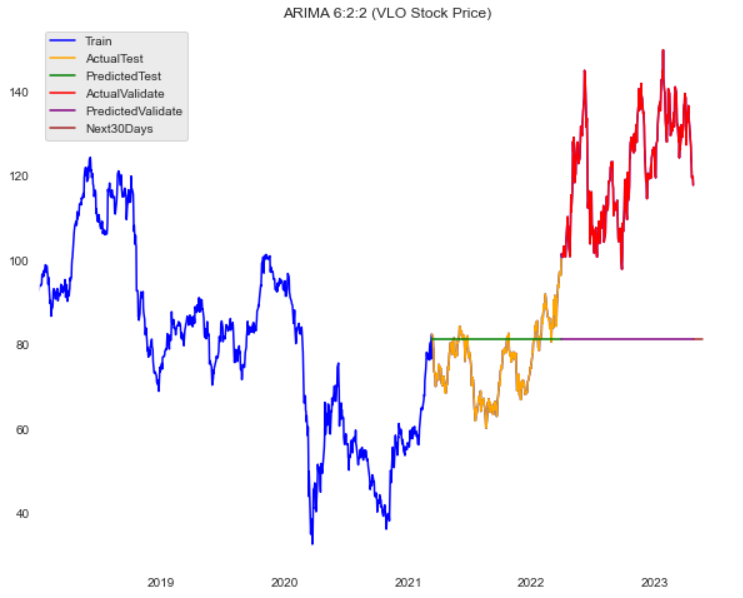 ARIMA 6:2:2 (VLO Stock Price)
Train
ActualTest
PredictedTest
ActualValidate
PredictedValidate
Next30Days
140
120
100
80
60
40
2019 2020 2021 2022 2023